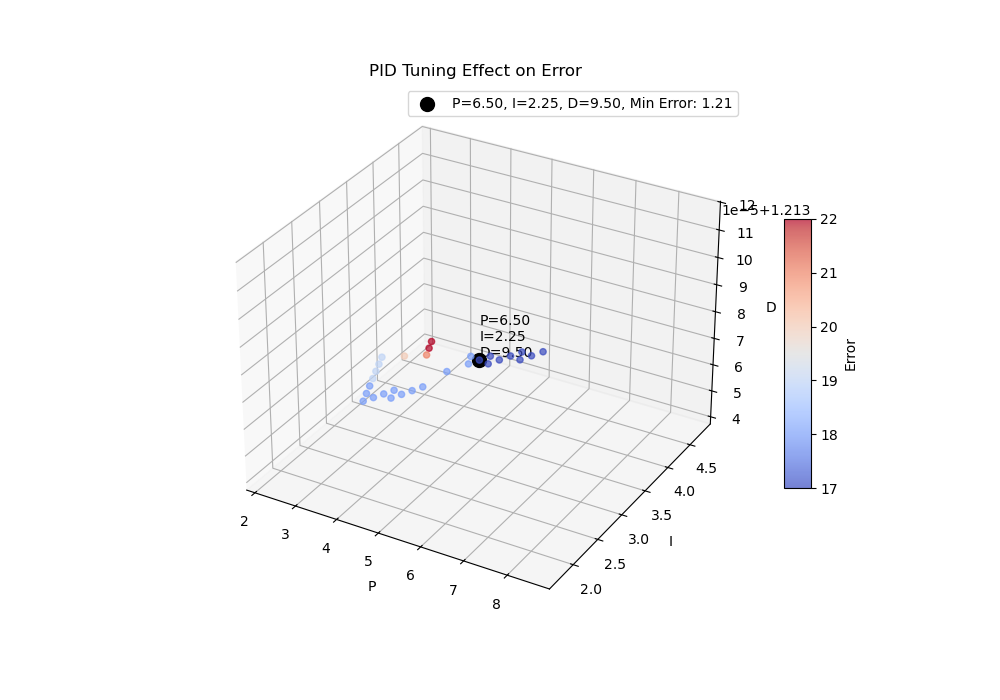 PID Tuning Effect on Error
P=6.50, I=2.25, D=9.50, Min Error: 1.21
1e−5+1.213
12
11
10
9
8
7
6
5
4
D
P=6.50
I=2.25
D=9.50
22
21
20
19
18
17
Error
4.5
4.0
3.5
3.0
2.5
2.0
I
2
3
4
5
6
7
8
P